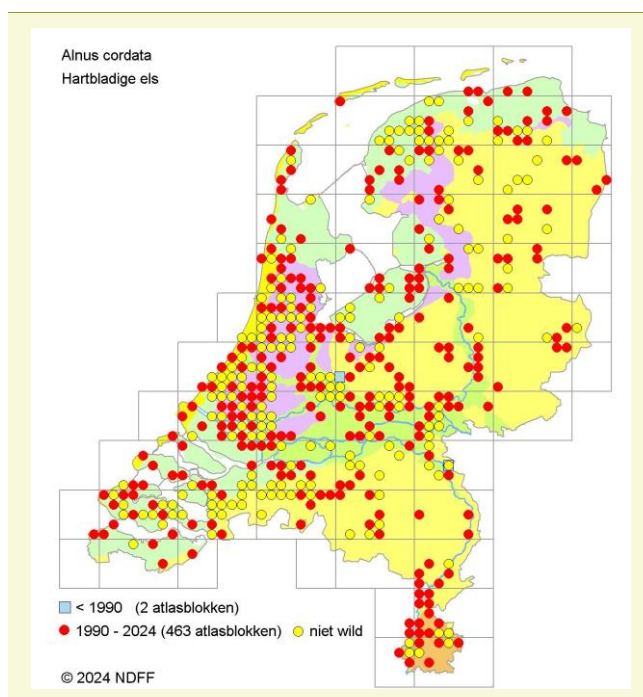 Alnus cordata
Hartbladige els
< 1990 (2 atlasblokken)
1990 - 2024 (463 atlasblokken) niet wild
© 2024 NDFF